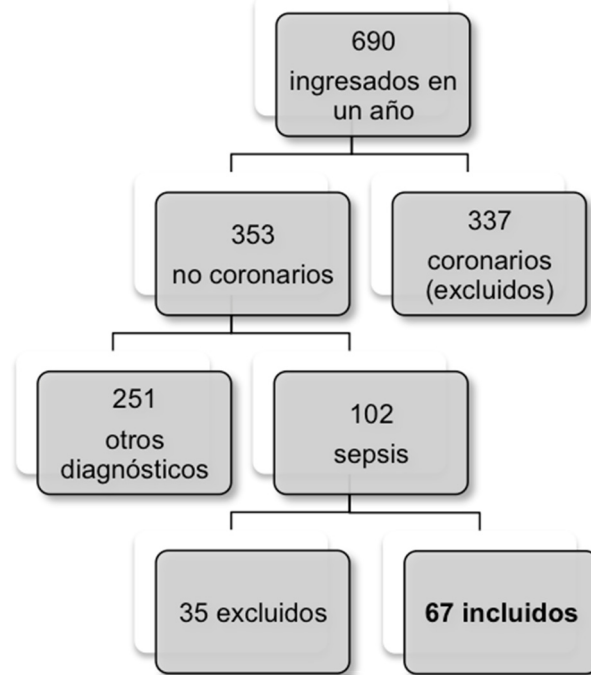 690
ingresados en
un año
353
no coronarios
337
coronarios
(excluidos)
251
otros
diagnósticos
102
sepsis
35 excluidos
67 incluidos